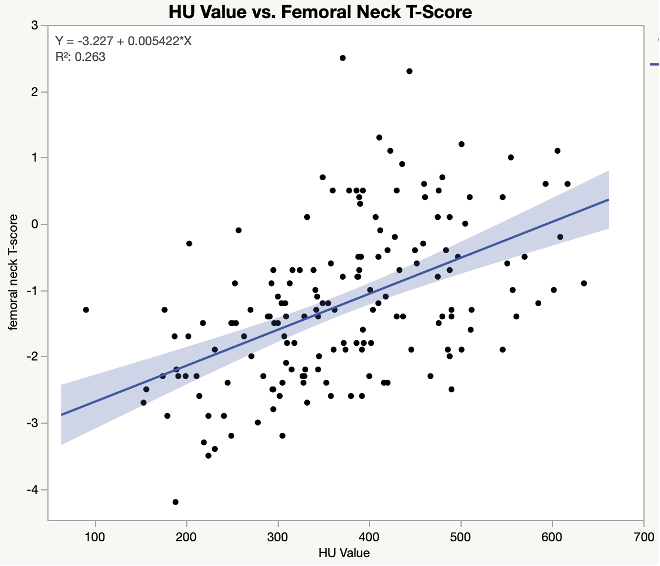 HU Value vs. Femoral Neck T-Score
Y = -3.227 + 0.005422*X
R²: 0.263
3
2
1
0
-1
-2
-3
-4
femoral neck T-score
100 200 300 400 500 600 700
HU Value